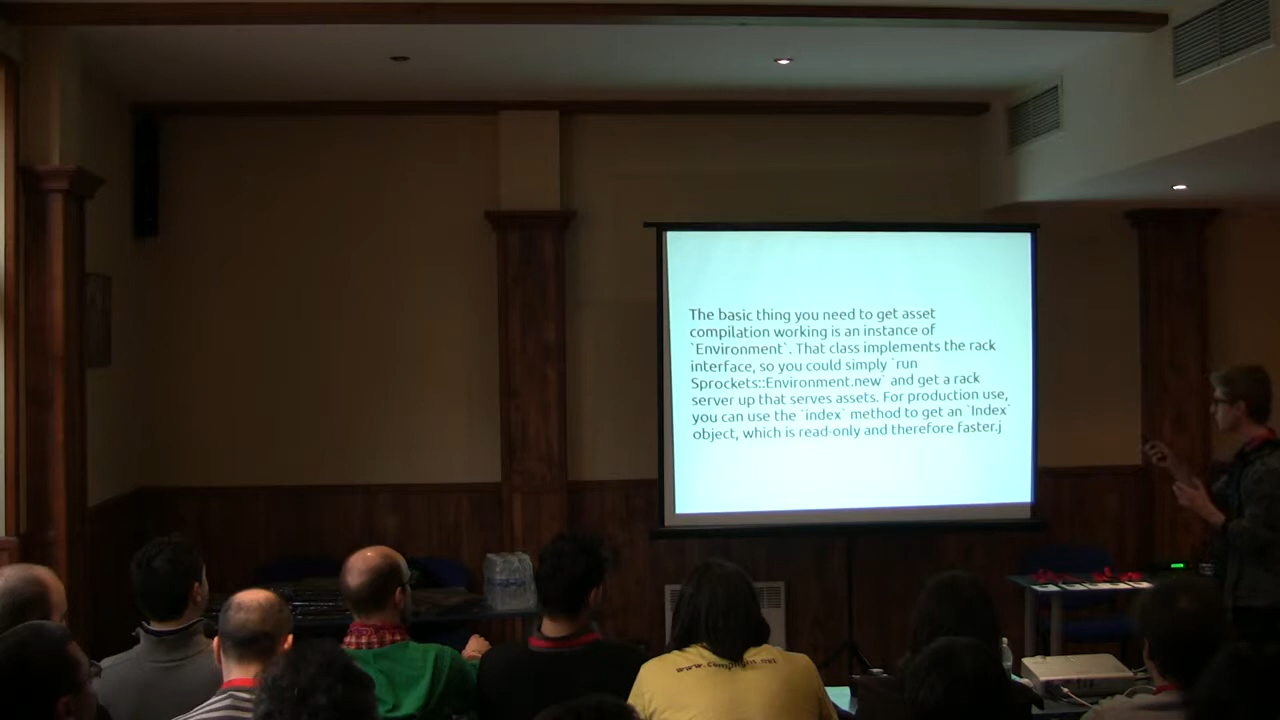 The basic thing you need to get asset
compilation working is an instance of
`Environment`. That class implements the rack
interface, so you could simply `run
Sprockets::Environment.new` and get a rack
server up that serves assets. For production use,
you can use the `index` method to get an `Index`
object, which is read-only and therefore faster.j